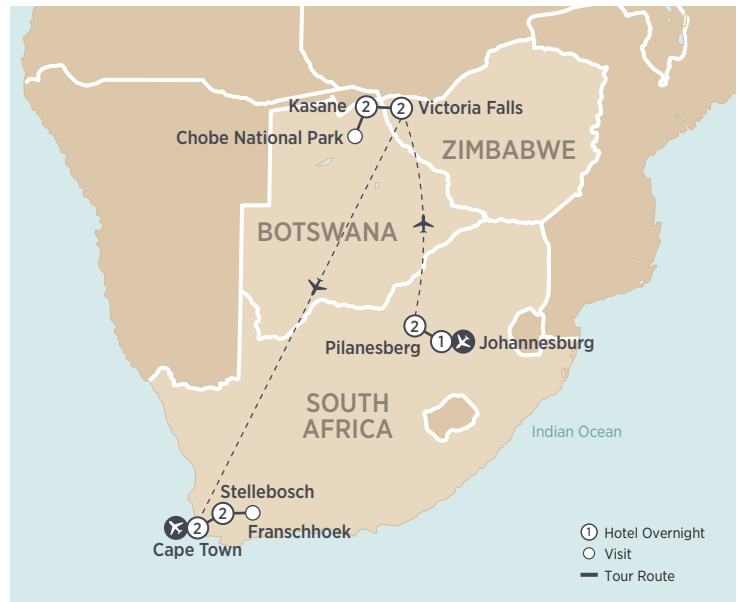 Kasane 2 2 Victoria Falls
Chobe National Park
ZIMBABWE
BOTSWANA
2
Pilanesberg 1 Johannesburg
SOUTH
AFRICA
Indian Ocean
Stellebosch
2
2
Franschhoek
Cape Town
1 Hotel Overnight
Visit
Tour Route